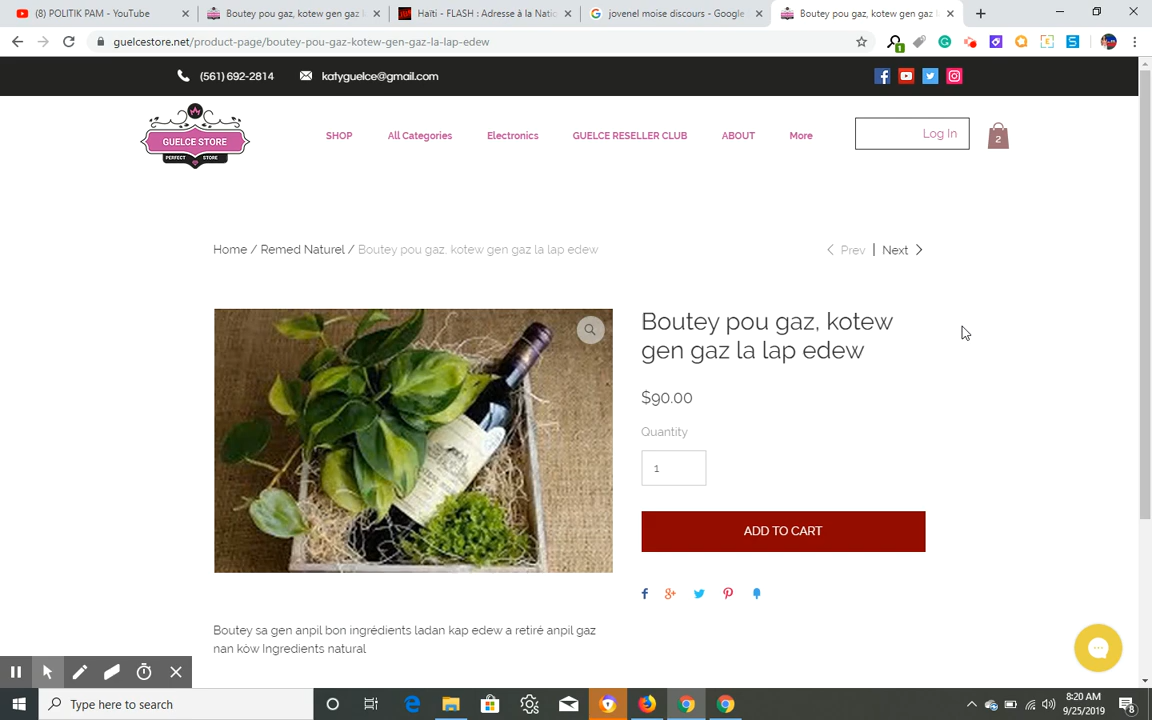 (8) POLITIK PAM - YouTube
Boutey pou gaz, kotew gen gaz l
Haïti - FLASH : Adresse à la Natio
jovenel moise discours - Google
Boutey pou gaz, kotew gen gaz l
guelcestore.net/product-page/boutey-pou-gaz-kotew-gen-gaz-la-lap-edew
1
(561) 692-2814
katyguelce@gmail.com
GUELCE STORE
PERFECT STORE
SHOP
All Categories
Electronics
GUELCE RESELLER CLUB
ABOUT
More
Log In
2
Home / Remed Naturel / Boutey pou gaz, kotew gen gaz la lap edew
Prev | Next
Boutey pou gaz, kotew
gen gaz la lap edew
$90.00
Quantity
1
ADD TO CART
Boutey sa gen anpil bon ingrédients ladan kap edew a retiré anpil gaz
nan kòw Ingredients natural
Type here to search
8:20 AM
9/25/2019
8